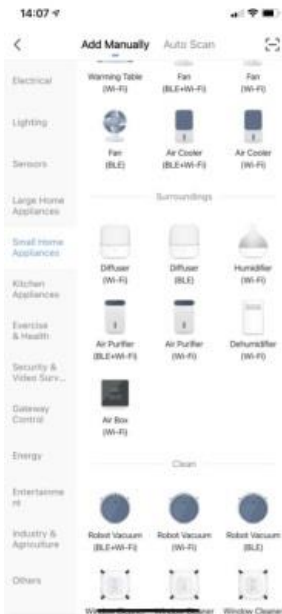 14:07
Add Manually Auto Scan
Electrical
Lighting
Sensors
Large Home
Appliances
Small Home
Appliances
Kitchen
Appliances
Exercise
& Health
Security &
Video Surv...
Gateway
Control
Energy
Entertainme
nt
Industry &
Agriculture
Others
Warming Table
(Wi-Fi)
Fan
(BLE+Wi-Fi)
Fan
(Wi-Fi)
Fan
(BLE)
Air Cooler
(BLE+Wi-Fi)
Air Cooler
(Wi-Fi)
Surroundings
Diffuser
(Wi-Fi)
Diffuser
(BLE)
Humidifier
(Wi-Fi)
Air Purifier
(BLE+Wi-Fi)
Air Purifier
(Wi-Fi)
Dehumidifier
(Wi-Fi)
Air Box
(Wi-Fi)
Clean
Robot Vacuum
(BLE+Wi-Fi)
Robot Vacuum
(Wi-Fi)
Robot Vacuum
(BLE)
Window Cleaner